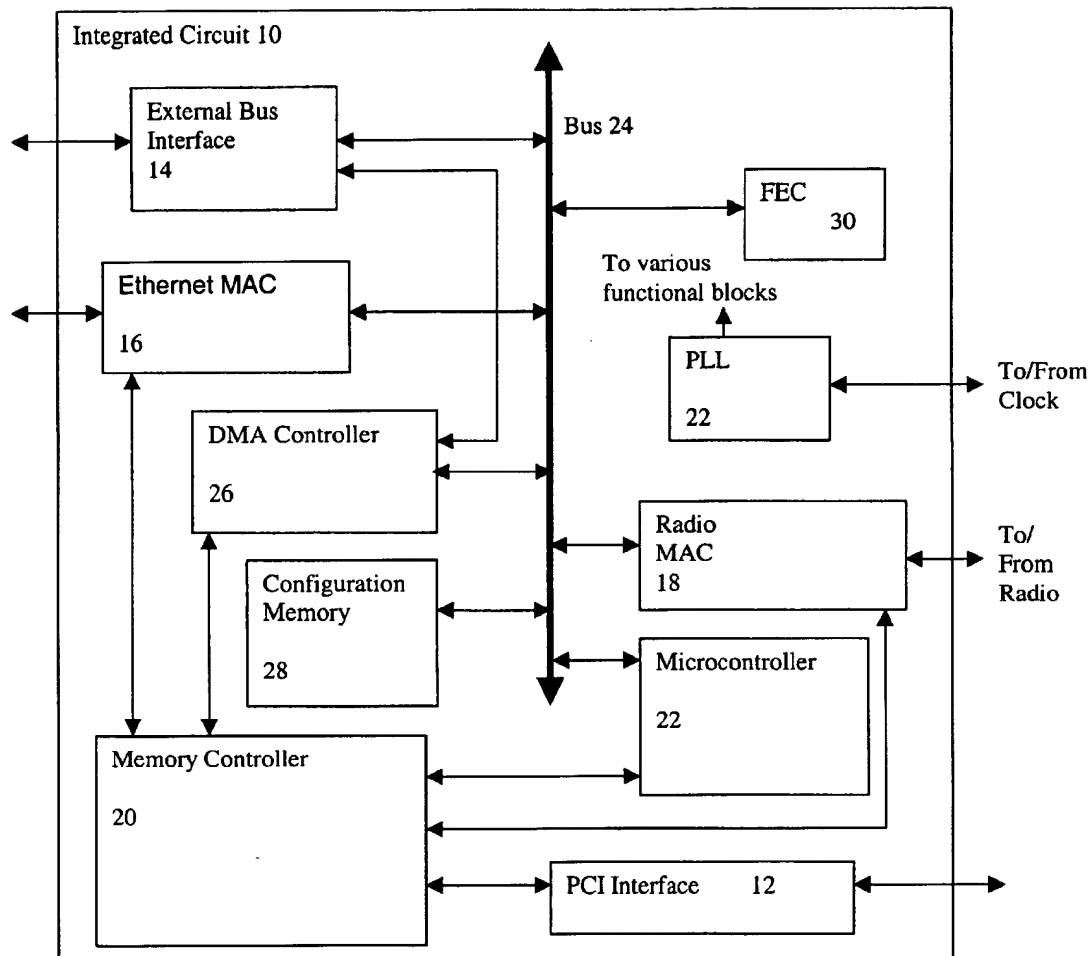 Integrated Circuit 10
External Bus
Interface
14
Bus 24
FEC
30
To various
functional blocks
Ethernet MAC
16
PLL
22
To/From
Clock
DMA Controller
26
Radio
MAC
18
To/
From
Radio
Configuration
Memory
28
Microcontroller
22
Memory Controller
20
PCI Interface 12